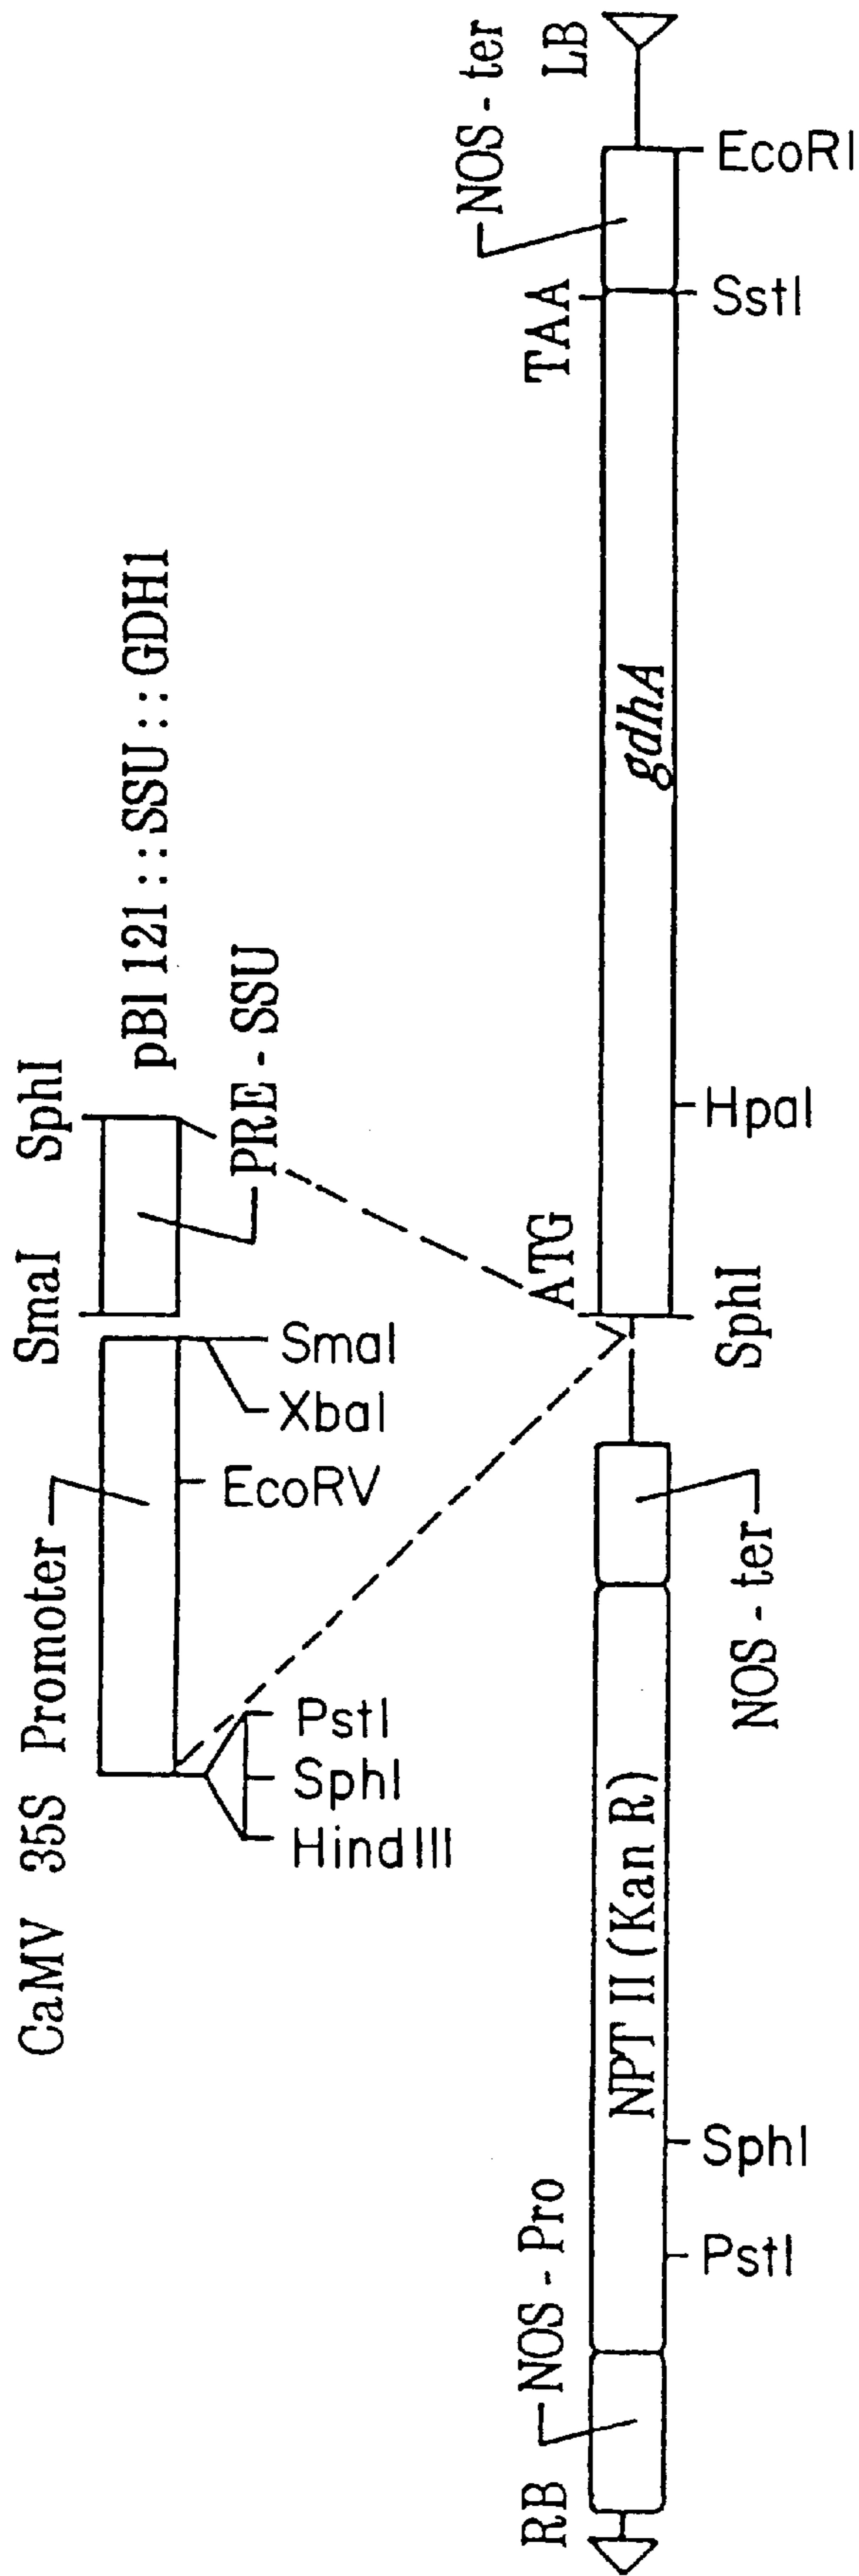 CaMV 35S Promoter
SmaI
SphI
pBI 121::SSU::GDH1
PRE-SSU
SmaI
XbaI
EcoRV
PstI
SphI
HindIII
RB
NOS-Pro
ATG
TAA
NOS-ter
LB
NPT II (Kan R)
gdhA
PstI
SphI
NOS-ter
SphI
HpaI
SstI
EcoRI